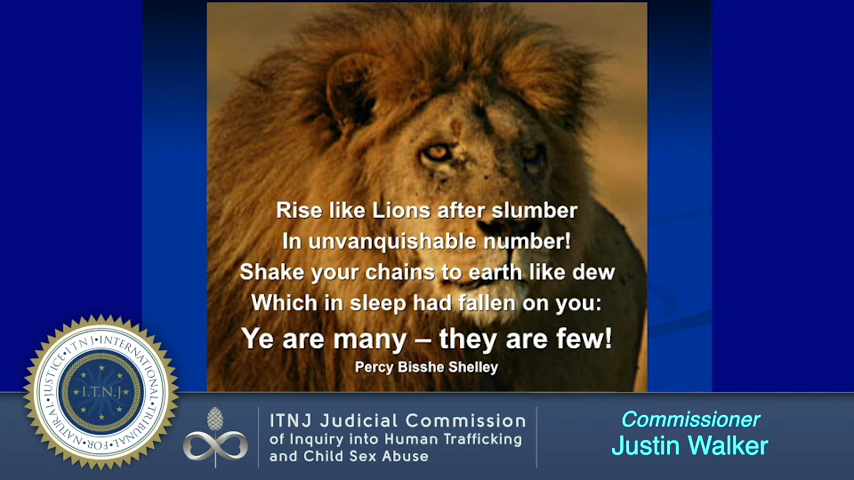 Rise like Lions after slumber
In unvanquishable number!
Shake your chains to earth like dew
Which in sleep had fallen on you:
Ye are many – they are few!
Percy Bisshe Shelley
INTERNATIONAL•TRIBUNAL•FOR•NATURAL•JUSTICE•I•T•N•J•
I.T.N.J
ITNJ Judicial Commission
of Inquiry into Human Trafficking
and Child Sex Abuse
Commissioner
Justin Walker